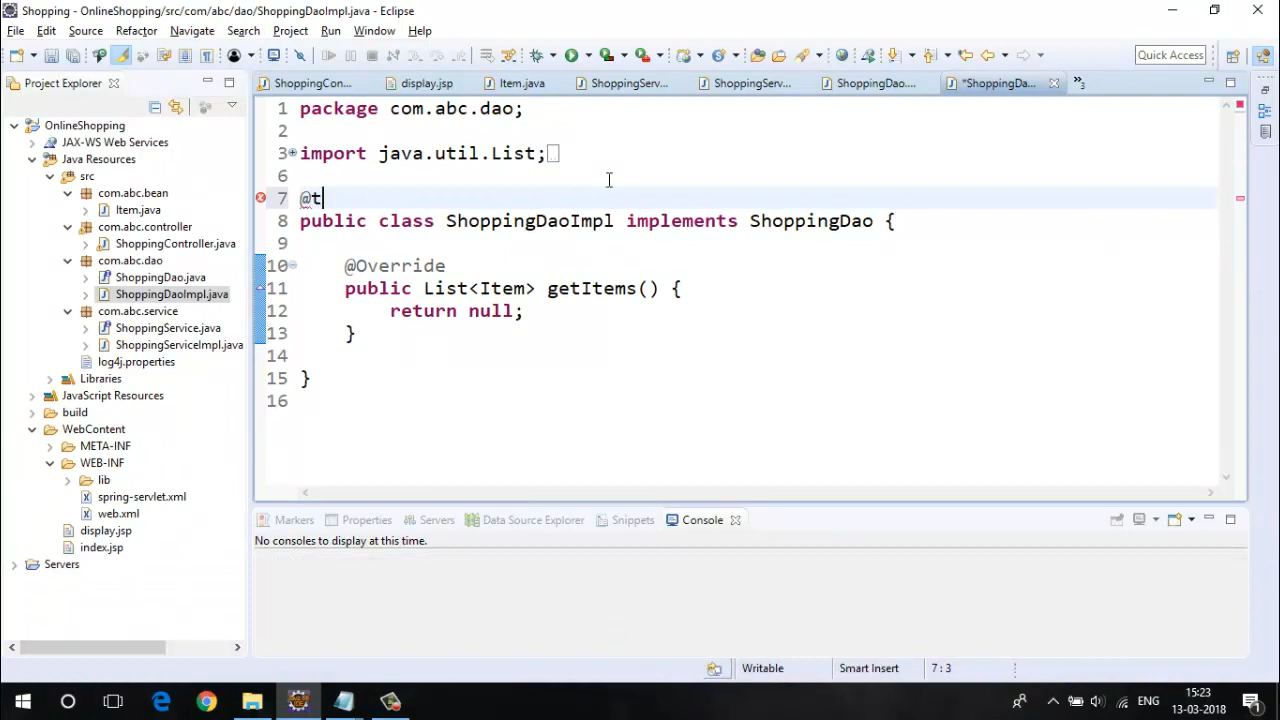 Shopping - OnlineShopping/src/com/abc/dao/ShoppingDaoImpl.java - Eclipse
File Edit Source Refactor Navigate Search Project Run Window Help
Quick Access
Project Explorer
ShoppingCon...
display.jsp
Item.java
ShoppingServ...
ShoppingServ...
ShoppingDao....
*ShoppingDa...
»3
OnlineShopping
JAX-WS Web Services
Java Resources
src
com.abc.bean
Item.java
com.abc.controller
ShoppingController.java
com.abc.dao
ShoppingDao.java
ShoppingDaoImpl.java
com.abc.service
ShoppingService.java
ShoppingServiceImpl.java
log4j.properties
Libraries
JavaScript Resources
build
WebContent
META-INF
WEB-INF
lib
spring-servlet.xml
web.xml
display.jsp
index.jsp
Servers
1 package com.abc.dao;
2
3 import java.util.List;
6
7 @t
8 public class ShoppingDaoImpl implements ShoppingDao {
9
10 @Override
11 public List<Item> getItems() {
12 return null;
13 }
14
15 }
16
Markers Properties Servers Data Source Explorer Snippets Console
No consoles to display at this time.
Writable Smart Insert 7 : 3
ENG
15:23
13-03-2018
1